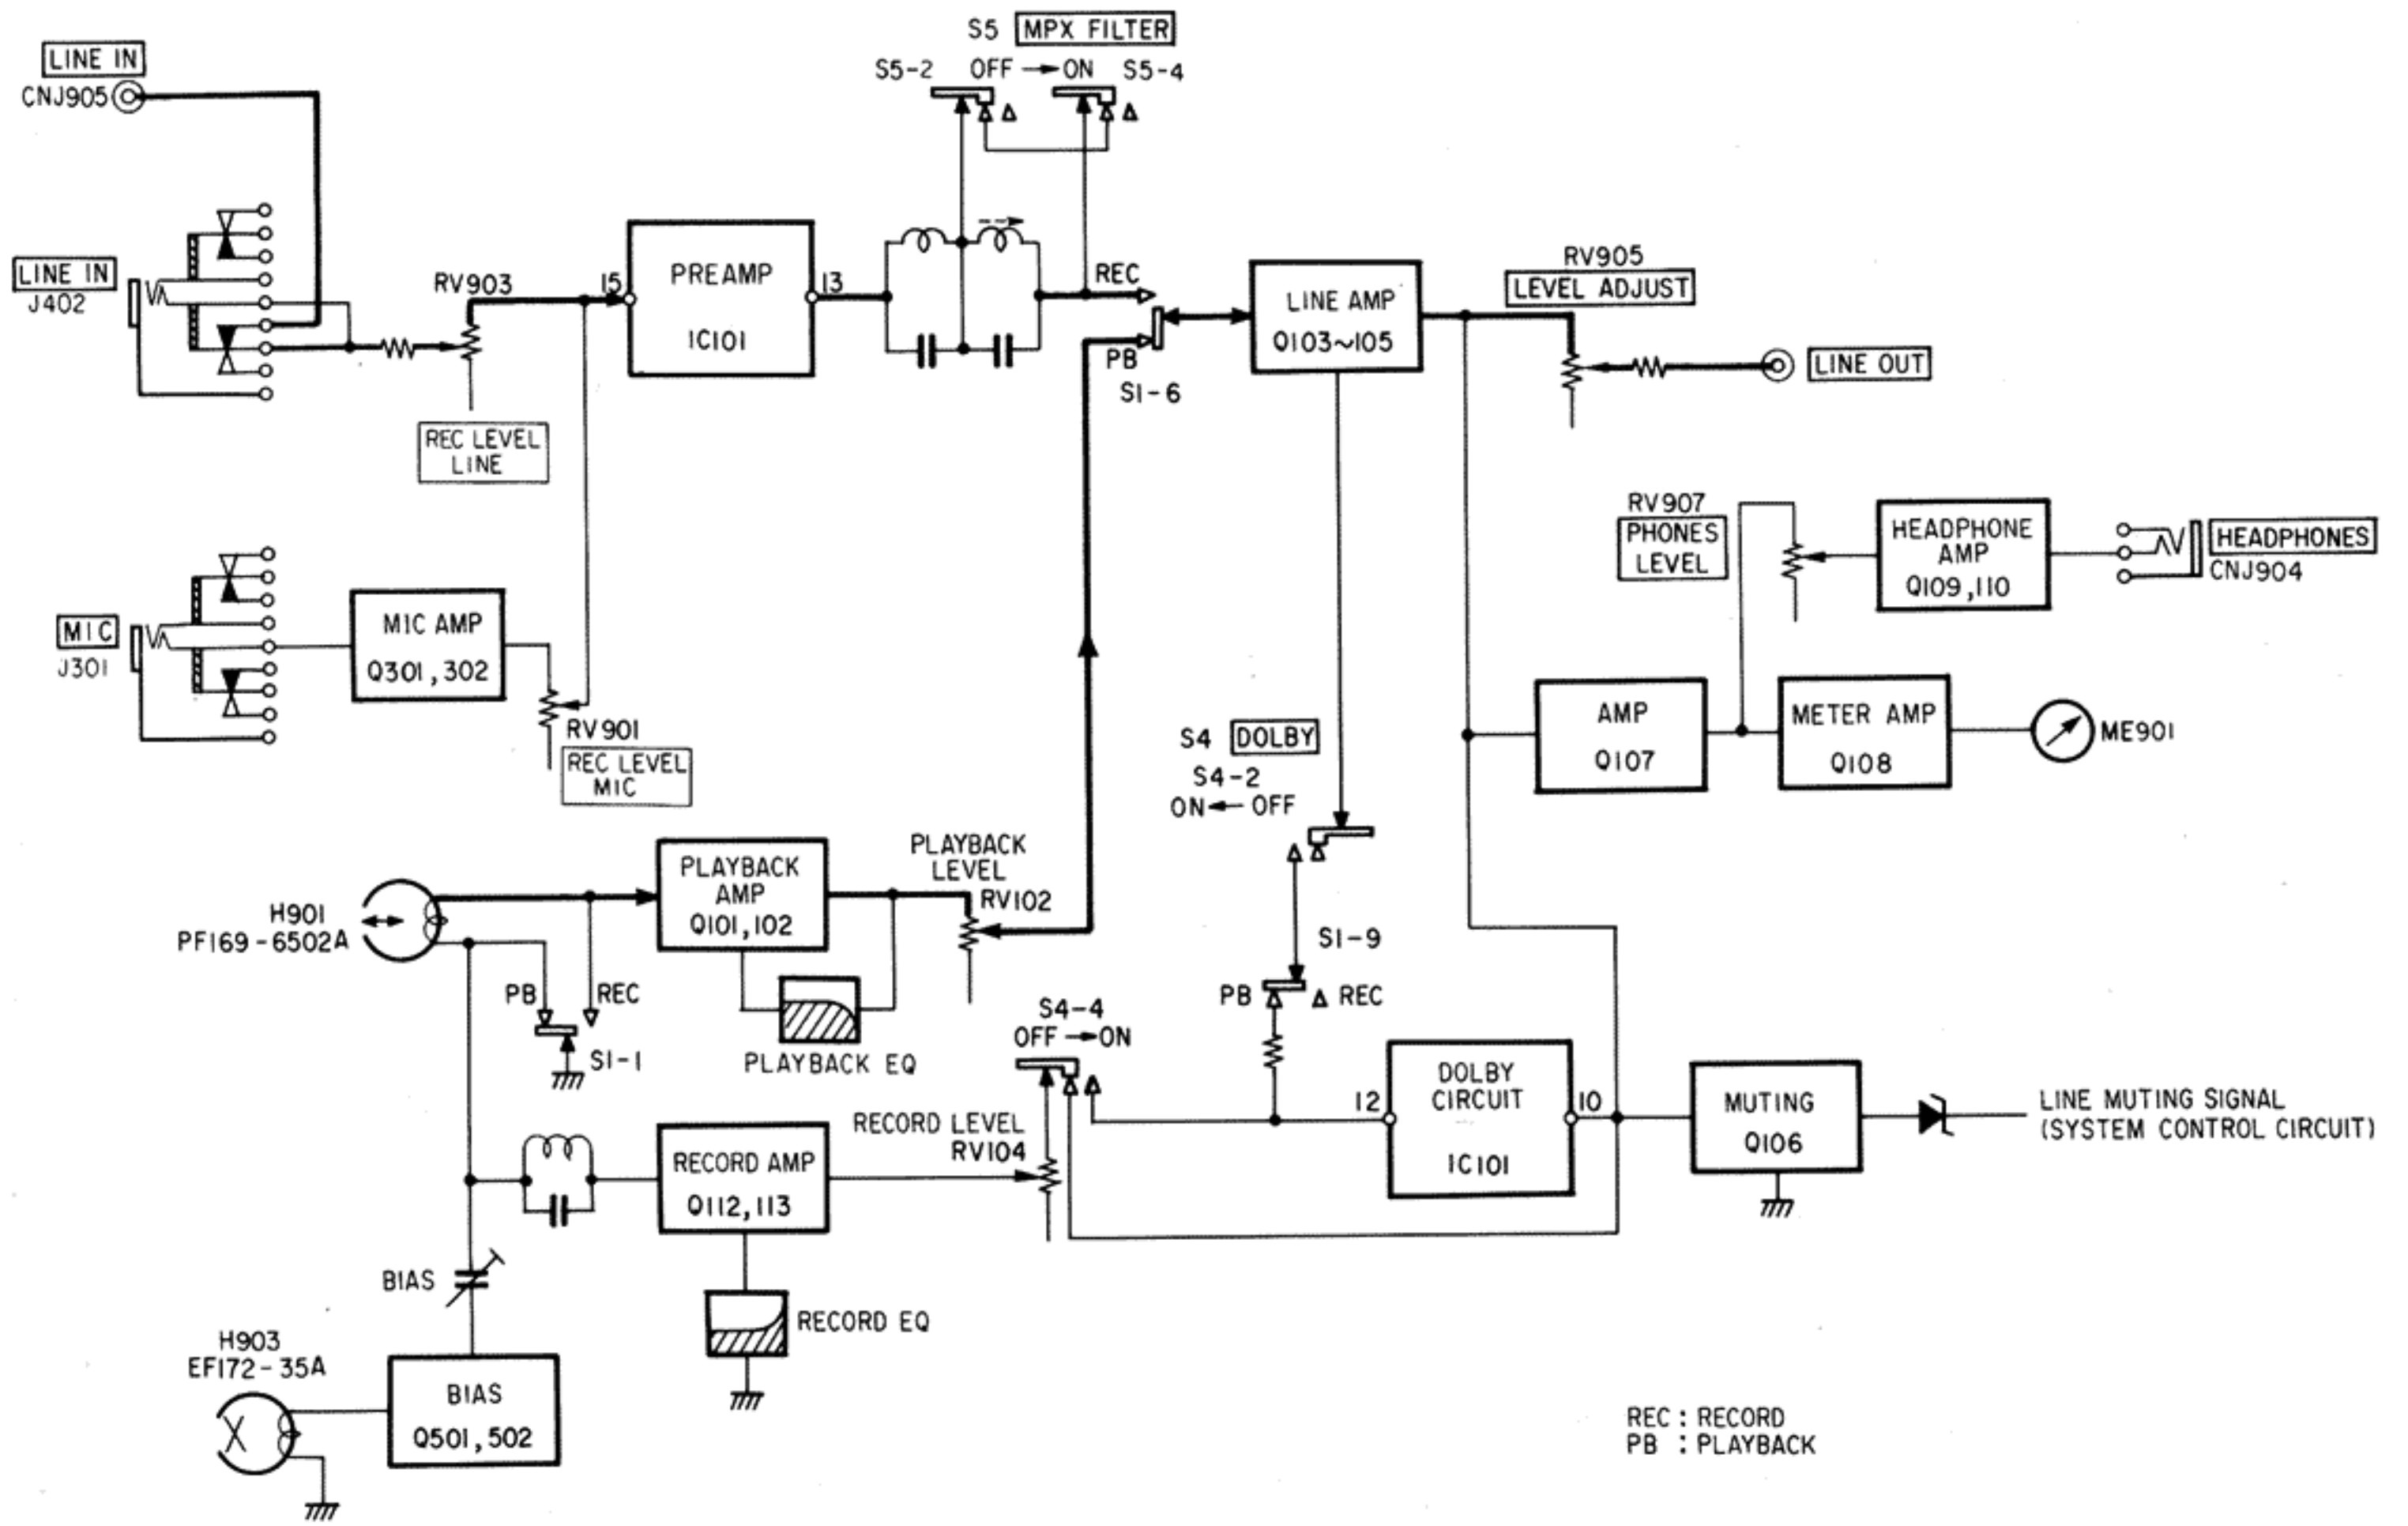 S5 MPX FILTER
S5-2 OFF → ON S5-4
LINE IN
CNJ905
LINE IN
J402
RV903
REC LEVEL
LINE
15
PREAMP
IC101
13
REC
PB
S1-6
LINE AMP
Q103~105
RV905
LEVEL ADJUST
LINE OUT
RV907
PHONES
LEVEL
HEADPHONE
AMP
Q109,110
HEADPHONES
CNJ904
MIC
J301
MIC AMP
Q301,302
RV901
REC LEVEL
MIC
S4 DOLBY
S4-2
ON ← OFF
AMP
Q107
METER AMP
Q108
ME901
H901
PF169-6502A
PLAYBACK
AMP
Q101,102
PLAYBACK
LEVEL
RV102
PB
REC
S1-1
PLAYBACK EQ
S1-9
PB
REC
S4-4
OFF → ON
12
DOLBY
CIRCUIT
IC101
10
MUTING
Q106
LINE MUTING SIGNAL
(SYSTEM CONTROL CIRCUIT)
RECORD AMP
Q112,113
RECORD LEVEL
RV104
BIAS
RECORD EQ
H903
EF172-35A
BIAS
Q501,502
REC : RECORD
PB : PLAYBACK